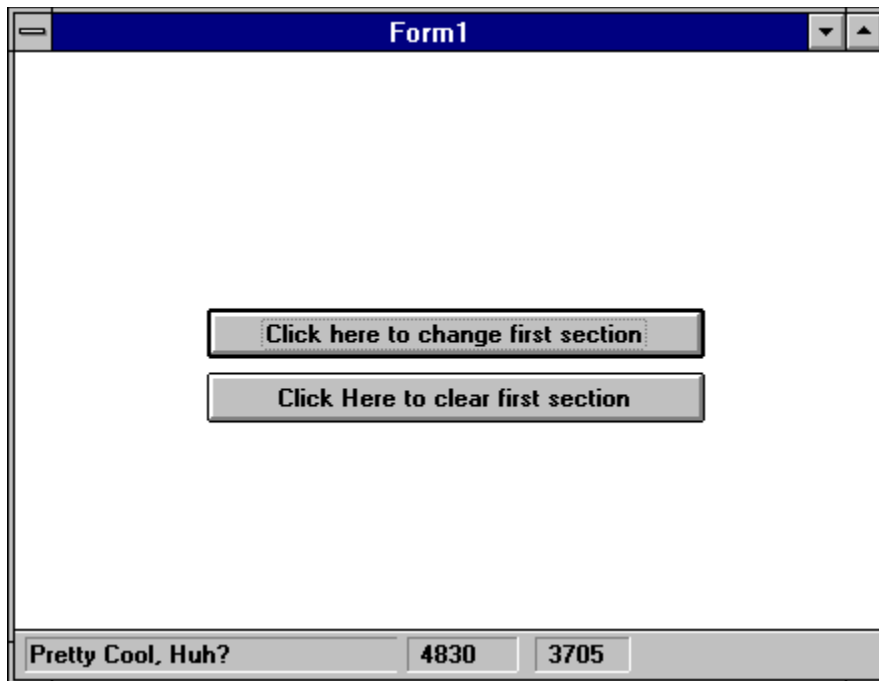 Form1
Click here to change first section
Click Here to clear first section
Pretty Cool, Huh? 4830 3705